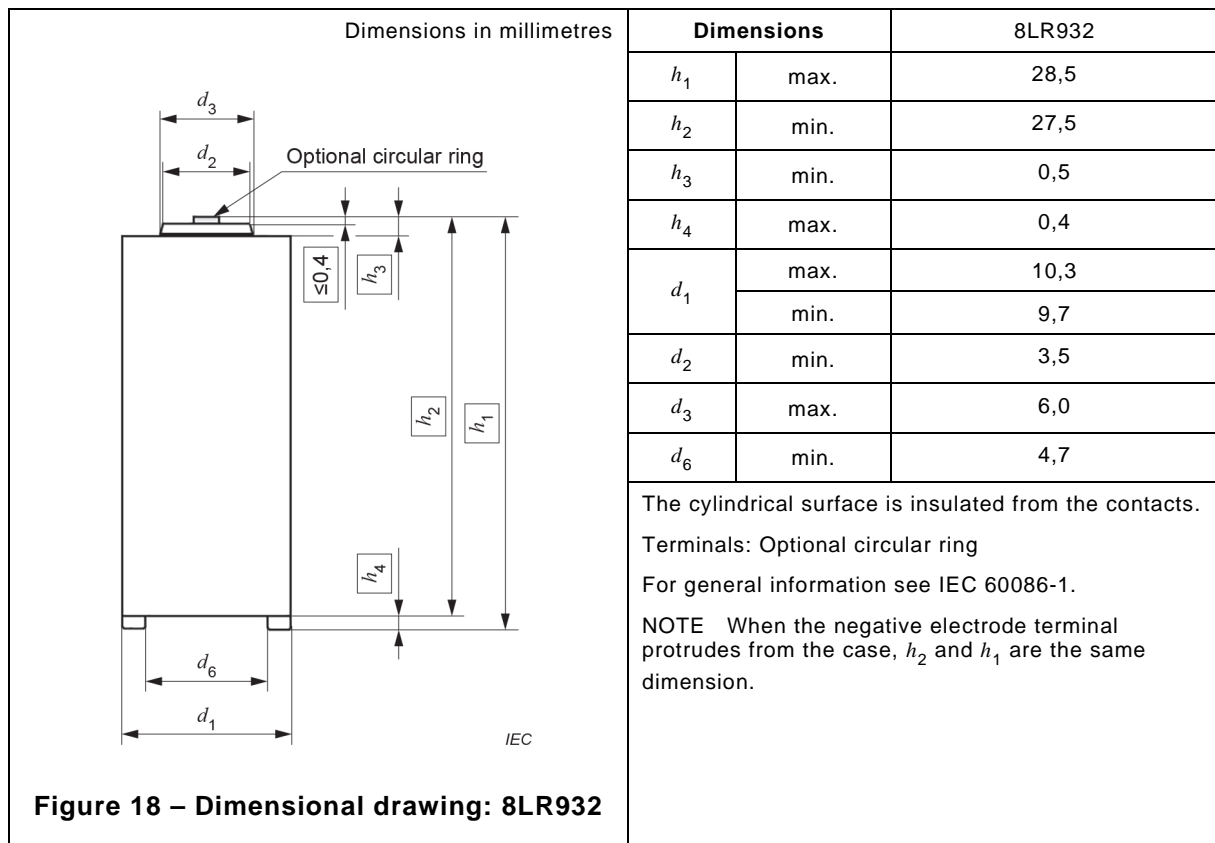 Dimensions in millimetres
d3
d2
Optional circular ring
≤0,4
h3
h2
h1
h4
d6
d1
IEC
Figure 18 – Dimensional drawing: 8LR932
Dimensions 8LR932
h1 max. 28,5
h2 min. 27,5
h3 min. 0,5
h4 max. 0,4
d1 max. 10,3
min. 9,7
d2 min. 3,5
d3 max. 6,0
d6 min. 4,7
The cylindrical surface is insulated from the contacts.
Terminals: Optional circular ring
For general information see IEC 60086-1.
NOTE When the negative electrode terminal
protrudes from the case, h2 and h1 are the same
dimension.